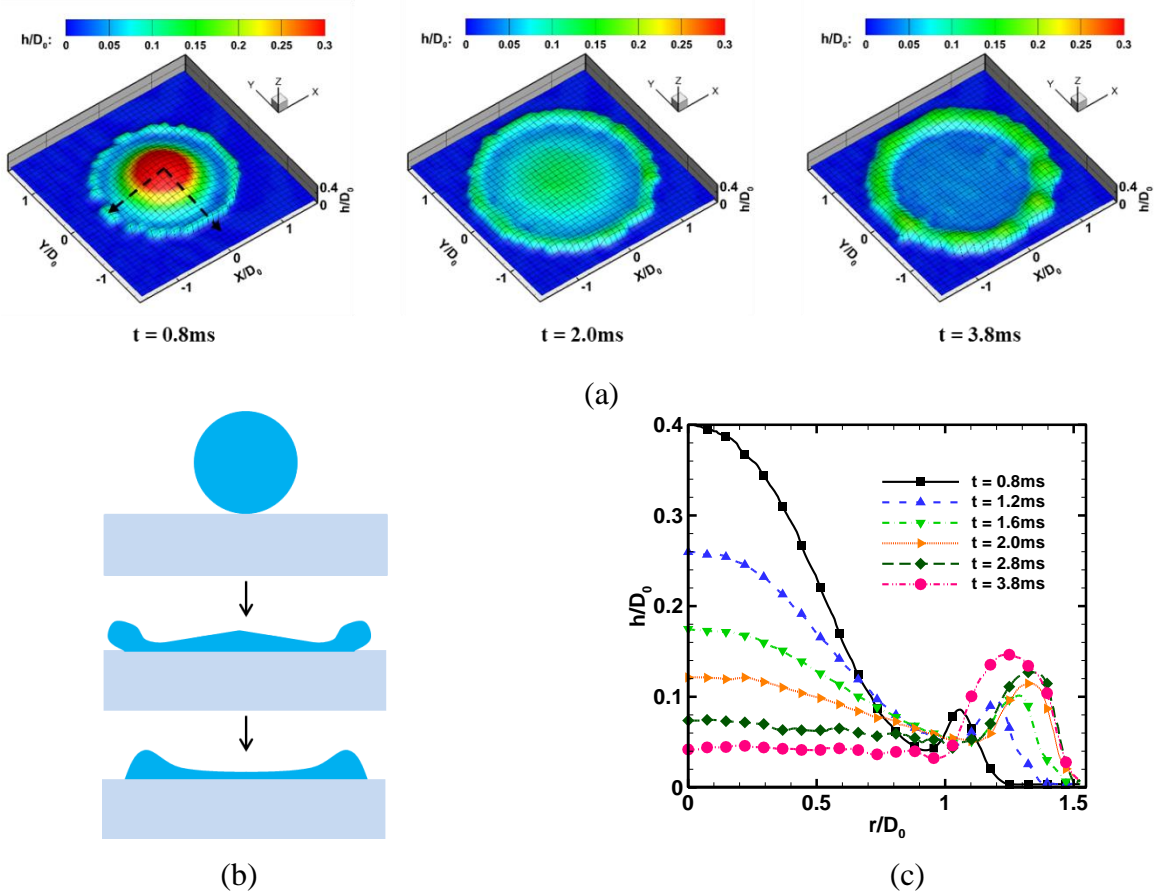 h/D0: 0 0.05 0.1 0.15 0.2 0.25 0.3
h/D0: 0 0.05 0.1 0.15 0.2 0.25 0.3
h/D0: 0 0.05 0.1 0.15 0.2 0.25 0.3
Y Z X
Y Z X
Y Z X
1 0 -1 Y/D0 -1 0 1 X/D0 0.4 0 h/D0
1 0 -1 Y/D0 -1 0 1 X/D0 0.4 0 h/D0
1 0 -1 Y/D0 -1 0 1 X/D0 0.4 0 h/D0
t = 0.8ms
t = 2.0ms
t = 3.8ms
(a)
(b)
h/D0
0.4
0.3
0.2
0.1
0
t = 0.8ms
t = 1.2ms
t = 1.6ms
t = 2.0ms
t = 2.8ms
t = 3.8ms
0 0.5 1 1.5
r/D0
(c)